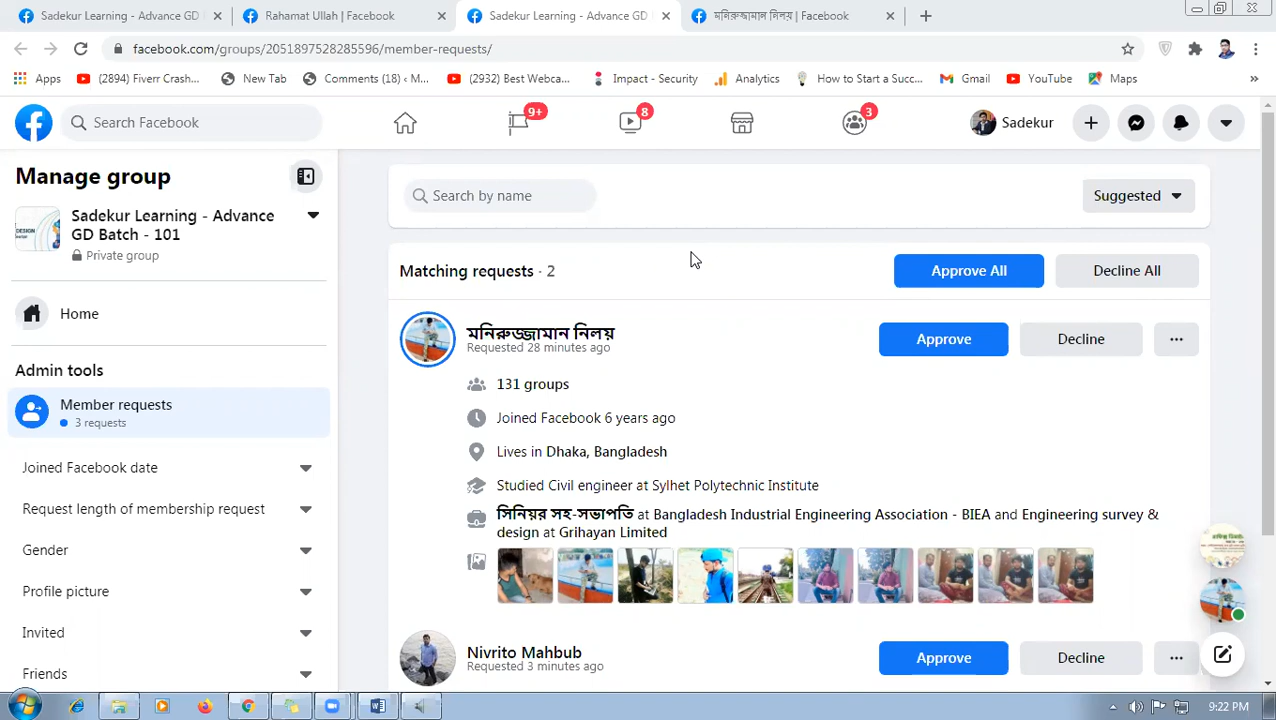 Sadekur Learning - Advance GD
Rahamat Ullah | Facebook
Sadekur Learning - Advance GD
মনিরুজ্জামান নিলয় | Facebook
facebook.com/groups/2051897528285596/member-requests/
Apps
(2894) Fiverr Crash...
New Tab
Comments (18) ‹ M...
(2932) Best Webca...
Impact - Security
Analytics
How to Start a Succ...
Gmail
YouTube
Maps
»
Search Facebook
9+
8
3
Sadekur
Manage group
Sadekur Learning - Advance
GD Batch - 101
Private group
Home
Admin tools
Member requests
3 requests
Joined Facebook date
Request length of membership request
Gender
Profile picture
Invited
Friends
Search by name
Suggested
Matching requests · 2
Approve All
Decline All
মনিরুজ্জামান নিলয়
Requested 28 minutes ago
Approve
Decline
131 groups
Joined Facebook 6 years ago
Lives in Dhaka, Bangladesh
Studied Civil engineer at Sylhet Polytechnic Institute
সিনিয়র সহ-সভাপতি at Bangladesh Industrial Engineering Association - BIEA and Engineering survey &
design at Grihayan Limited
Nivrito Mahbub
Requested 3 minutes ago
Approve
Decline
9:22 PM